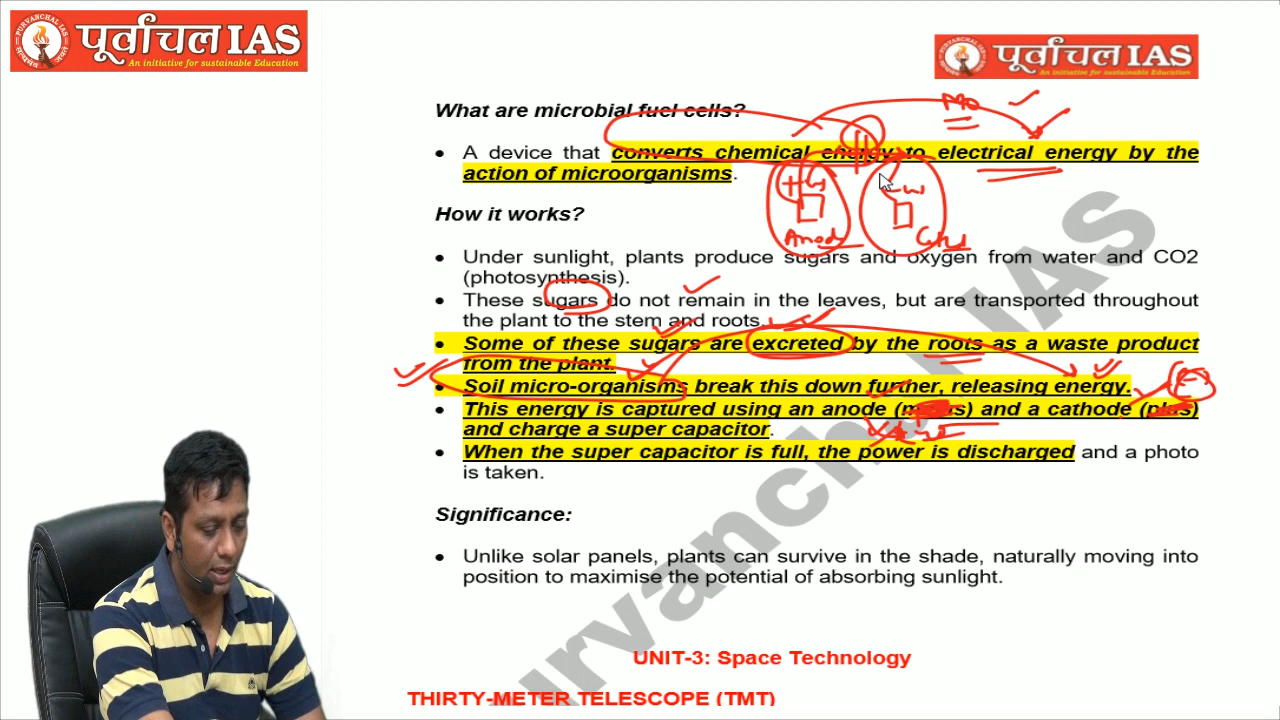 PURVANCHAL IAS
पूर्वांचल IAS
An initiative for sustainable Education
पूर्वांचल IAS
An initiative for sustainable Education
What are microbial fuel cells?
• A device that converts chemical energy to electrical energy by the
action of microorganisms.
How it works?
• Under sunlight, plants produce sugars and oxygen from water and CO2
(photosynthesis).
• These sugars do not remain in the leaves, but are transported throughout
the plant to the stem and roots.
• Some of these sugars are excreted by the roots as a waste product
from the plant.
• Soil micro-organisms break this down further, releasing energy.
• This energy is captured using an anode ( and a cathode (plus)
and charge a super capacitor.
• When the super capacitor is full, the power is discharged and a photo
is taken.
Significance:
• Unlike solar panels, plants can survive in the shade, naturally moving into
position to maximise the potential of absorbing sunlight.
UNIT-3: Space Technology
THIRTY-METER TELESCOPE (TMT)
Anod
Purvanchal IAS